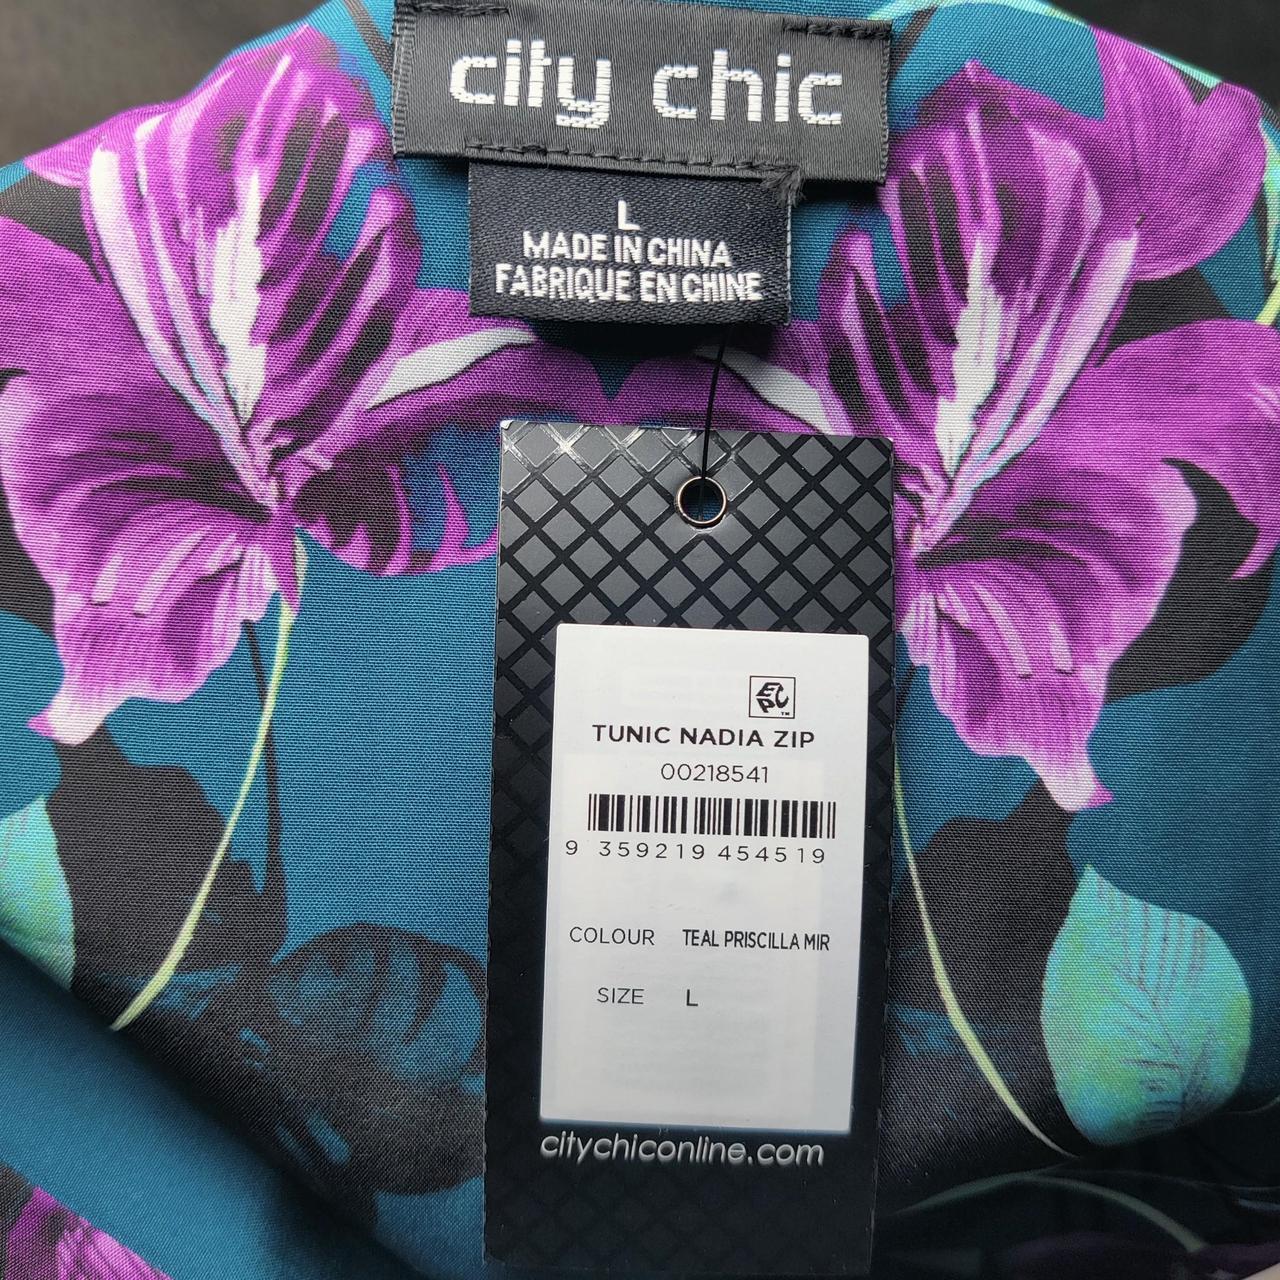 city chic
L
MADE IN CHINA
FABRIQUE EN CHINE
EPC™
TUNIC NADIA ZIP
00218541
9 359219 454519
COLOUR TEAL PRISCILLA MIR
SIZE L
citychiconline.com